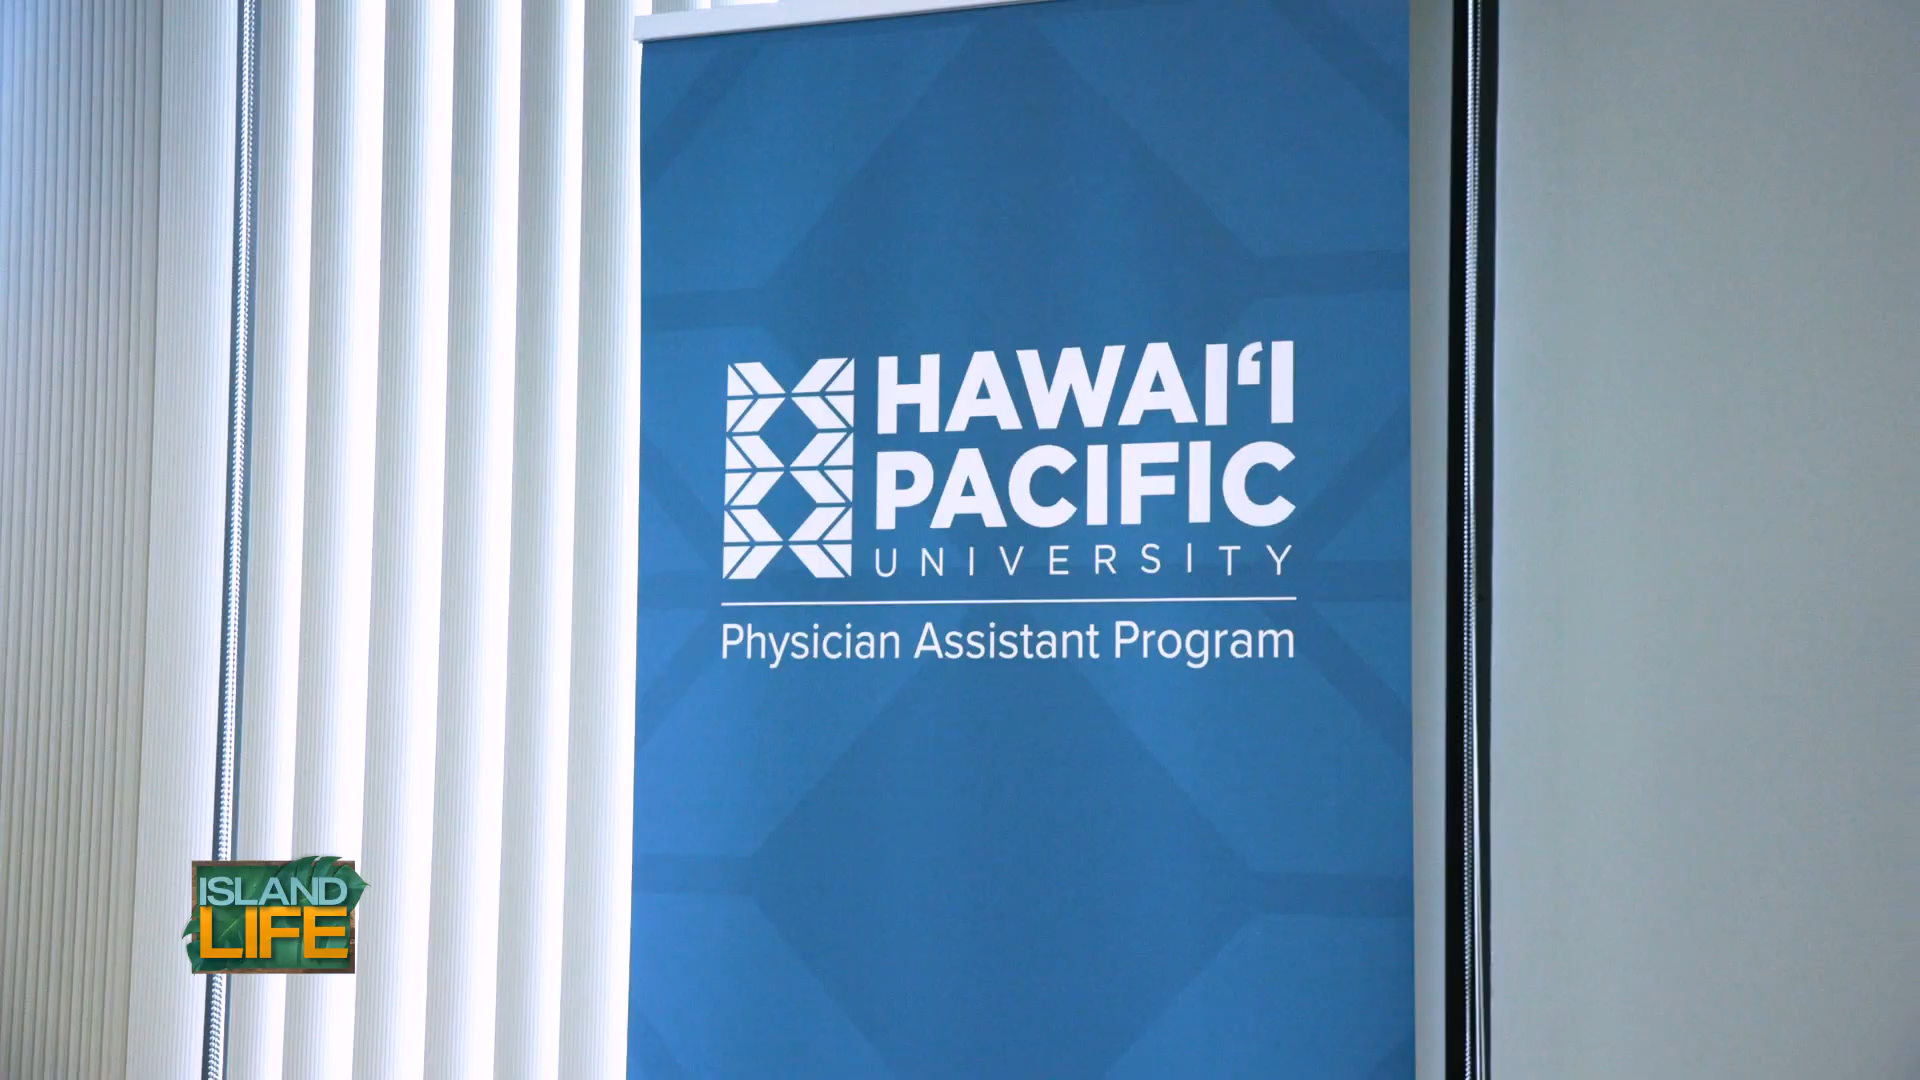 HAWAIʻI
PACIFIC
UNIVERSITY
Physician Assistant Program
ISLAND
LIFE